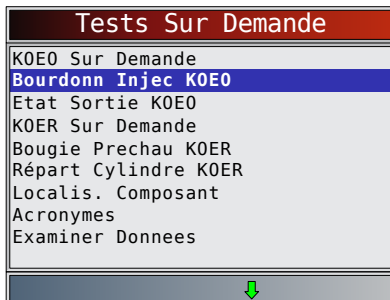 Tests Sur Demande
KOEO Sur Demande
Bourdonn Injec KOEO
Etat Sortie KOEO
KOER Sur Demande
Bougie Prechau KOER
Répart Cylindre KOER
Localis. Composant
Acronymes
Examiner Donnees